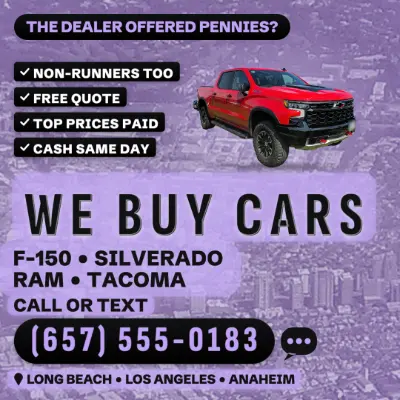 THE DEALER OFFERED PENNIES?
✓ NON-RUNNERS TOO
✓ FREE QUOTE
✓ TOP PRICES PAID
✓ CASH SAME DAY
WE BUY CARS
F-150 • SILVERADO
RAM • TACOMA
CALL OR TEXT
(657) 555-0183
LONG BEACH • LOS ANGELES • ANAHEIM